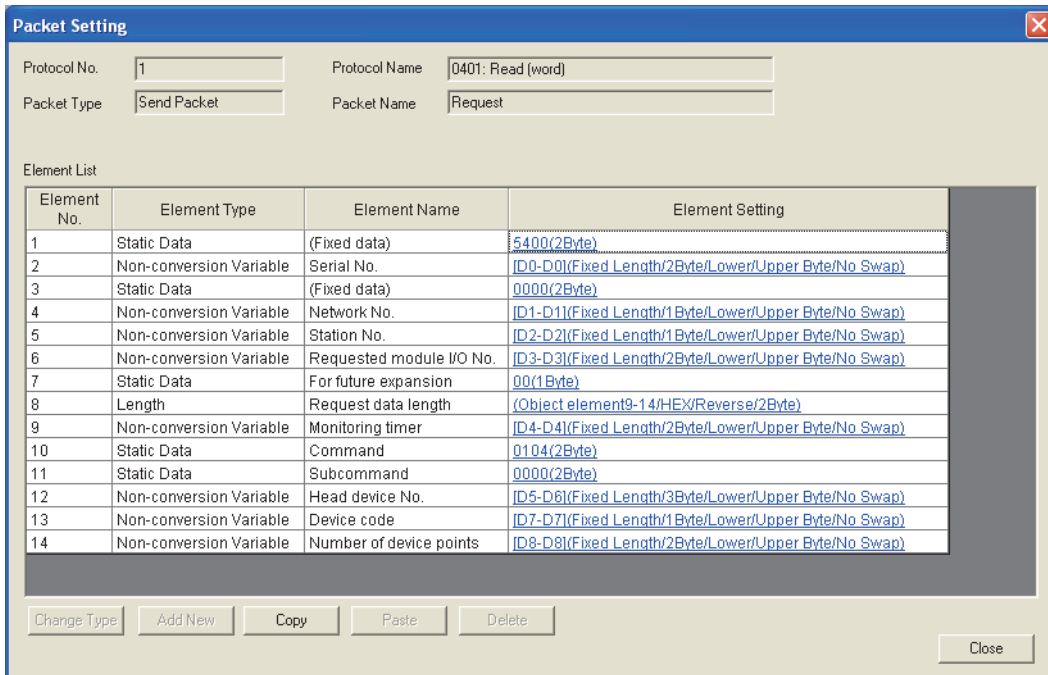 Packet Setting
Protocol No. 1 Protocol Name 0401: Read (word)
Packet Type Send Packet Packet Name Request
Element List
Element No. Element Type Element Name Element Setting
1 Static Data (Fixed data) 5400(2Byte)
2 Non-conversion Variable Serial No. [D0-D0](Fixed Length/2Byte/Lower/Upper Byte/No Swap)
3 Static Data (Fixed data) 0000(2Byte)
4 Non-conversion Variable Network No. [D1-D1](Fixed Length/1Byte/Lower/Upper Byte/No Swap)
5 Non-conversion Variable Station No. [D2-D2](Fixed Length/1Byte/Lower/Upper Byte/No Swap)
6 Non-conversion Variable Requested module I/O No. [D3-D3](Fixed Length/2Byte/Lower/Upper Byte/No Swap)
7 Static Data For future expansion 00(1Byte)
8 Length Request data length (Object element9-14/HEX/Reverse/2Byte)
9 Non-conversion Variable Monitoring timer [D4-D4](Fixed Length/2Byte/Lower/Upper Byte/No Swap)
10 Static Data Command 0104(2Byte)
11 Static Data Subcommand 0000(2Byte)
12 Non-conversion Variable Head device No. [D5-D6](Fixed Length/3Byte/Lower/Upper Byte/No Swap)
13 Non-conversion Variable Device code [D7-D7](Fixed Length/1Byte/Lower/Upper Byte/No Swap)
14 Non-conversion Variable Number of device points [D8-D8](Fixed Length/2Byte/Lower/Upper Byte/No Swap)
Change Type Add New Copy Paste Delete
Close